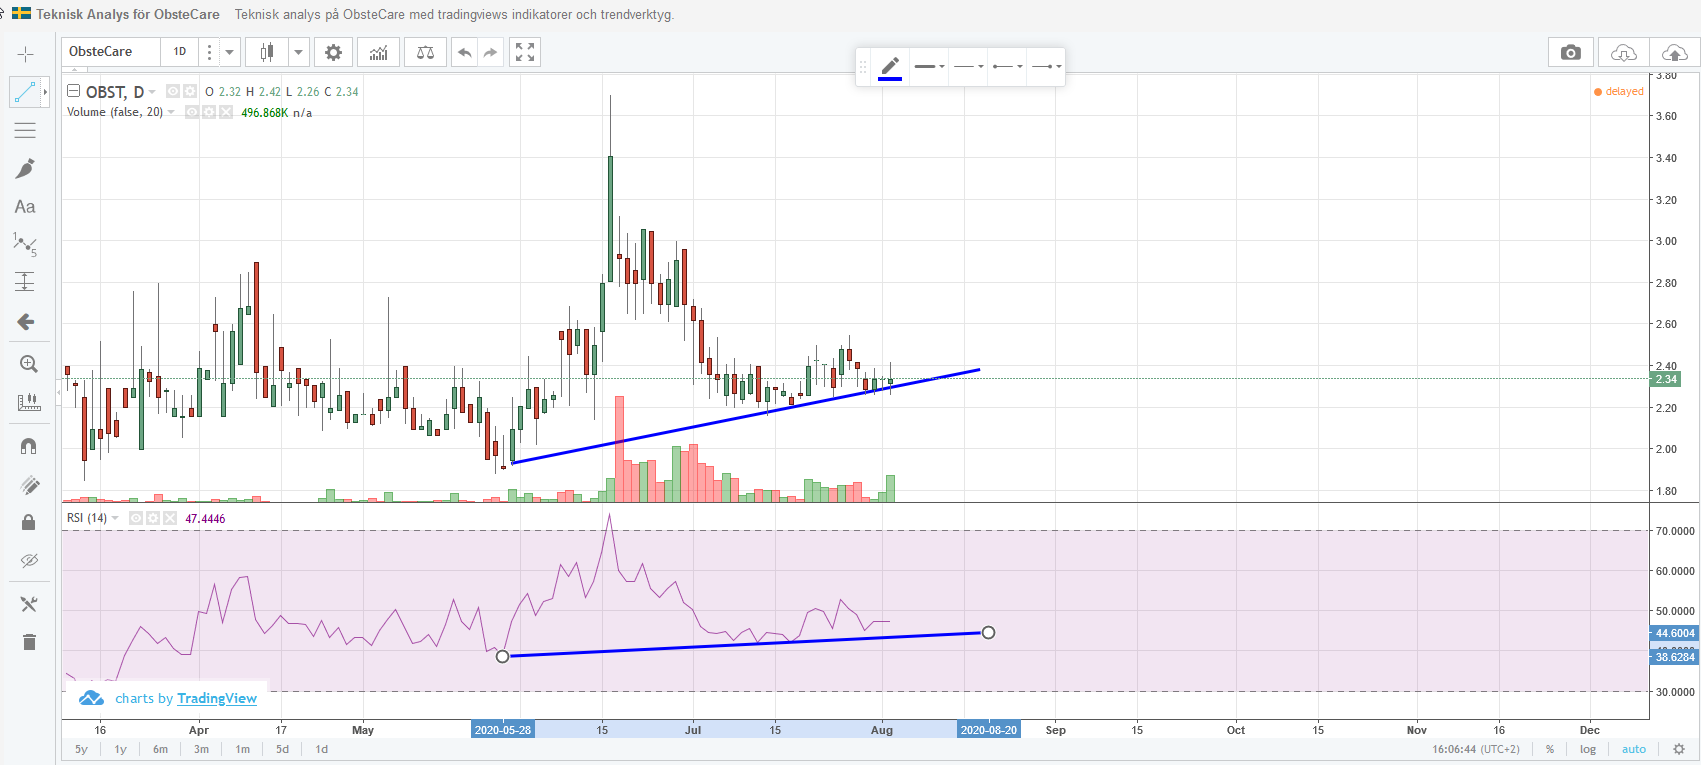 Teknisk Analys för ObsteCare Teknisk analys på ObsteCare med tradingviews indikatorer och trendverktyg.
ObsteCare 1D
OBST, D O 2.32 H 2.42 L 2.26 C 2.34
delayed
Volume (false, 20) 496.868K n/a
Aa
3.80
3.60
3.40
3.20
3.00
2.80
2.60
2.40
2.34
2.20
2.00
1.80
RSI (14) 47.4446
70.0000
60.0000
50.0000
44.6004
38.6284
30.0000
charts by TradingView
16 Apr 17 May 2020-05-28 15 Jul 15 Aug 2020-08-20 Sep 15 Oct 15 Nov 16 Dec
5y 1y 6m 3m 1m 5d 1d 16:06:44 (UTC+2) % log auto